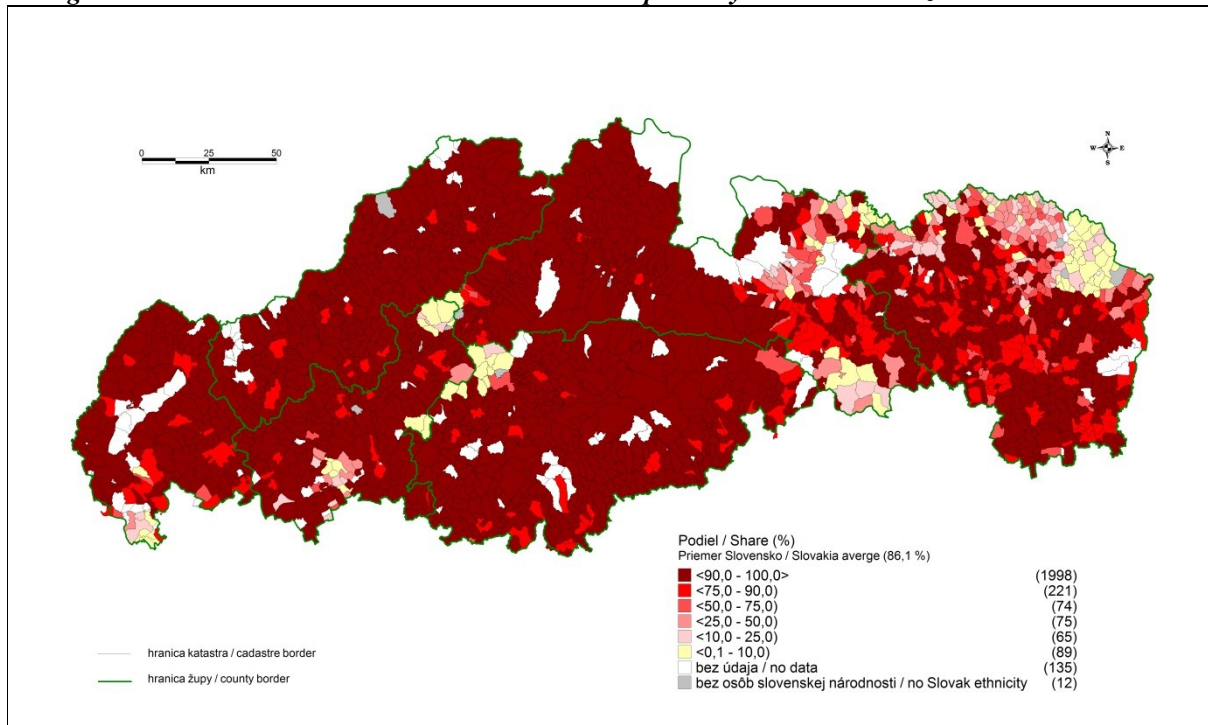 0 25 50
km
N
W E
S
Podiel / Share (%)
Priemer Slovensko / Slovakia averge (86,1 %)
<90,0 - 100,0> (1998)
<75,0 - 90,0) (221)
<50,0 - 75,0) (74)
<25,0 - 50,0) (75)
<10,0 - 25,0) (65)
<0,1 - 10,0) (89)
bez údaja / no data (135)
bez osôb slovenskej národnosti / no Slovak ethnicity (12)
hranica katastra / cadastre border
hranica župy / county border